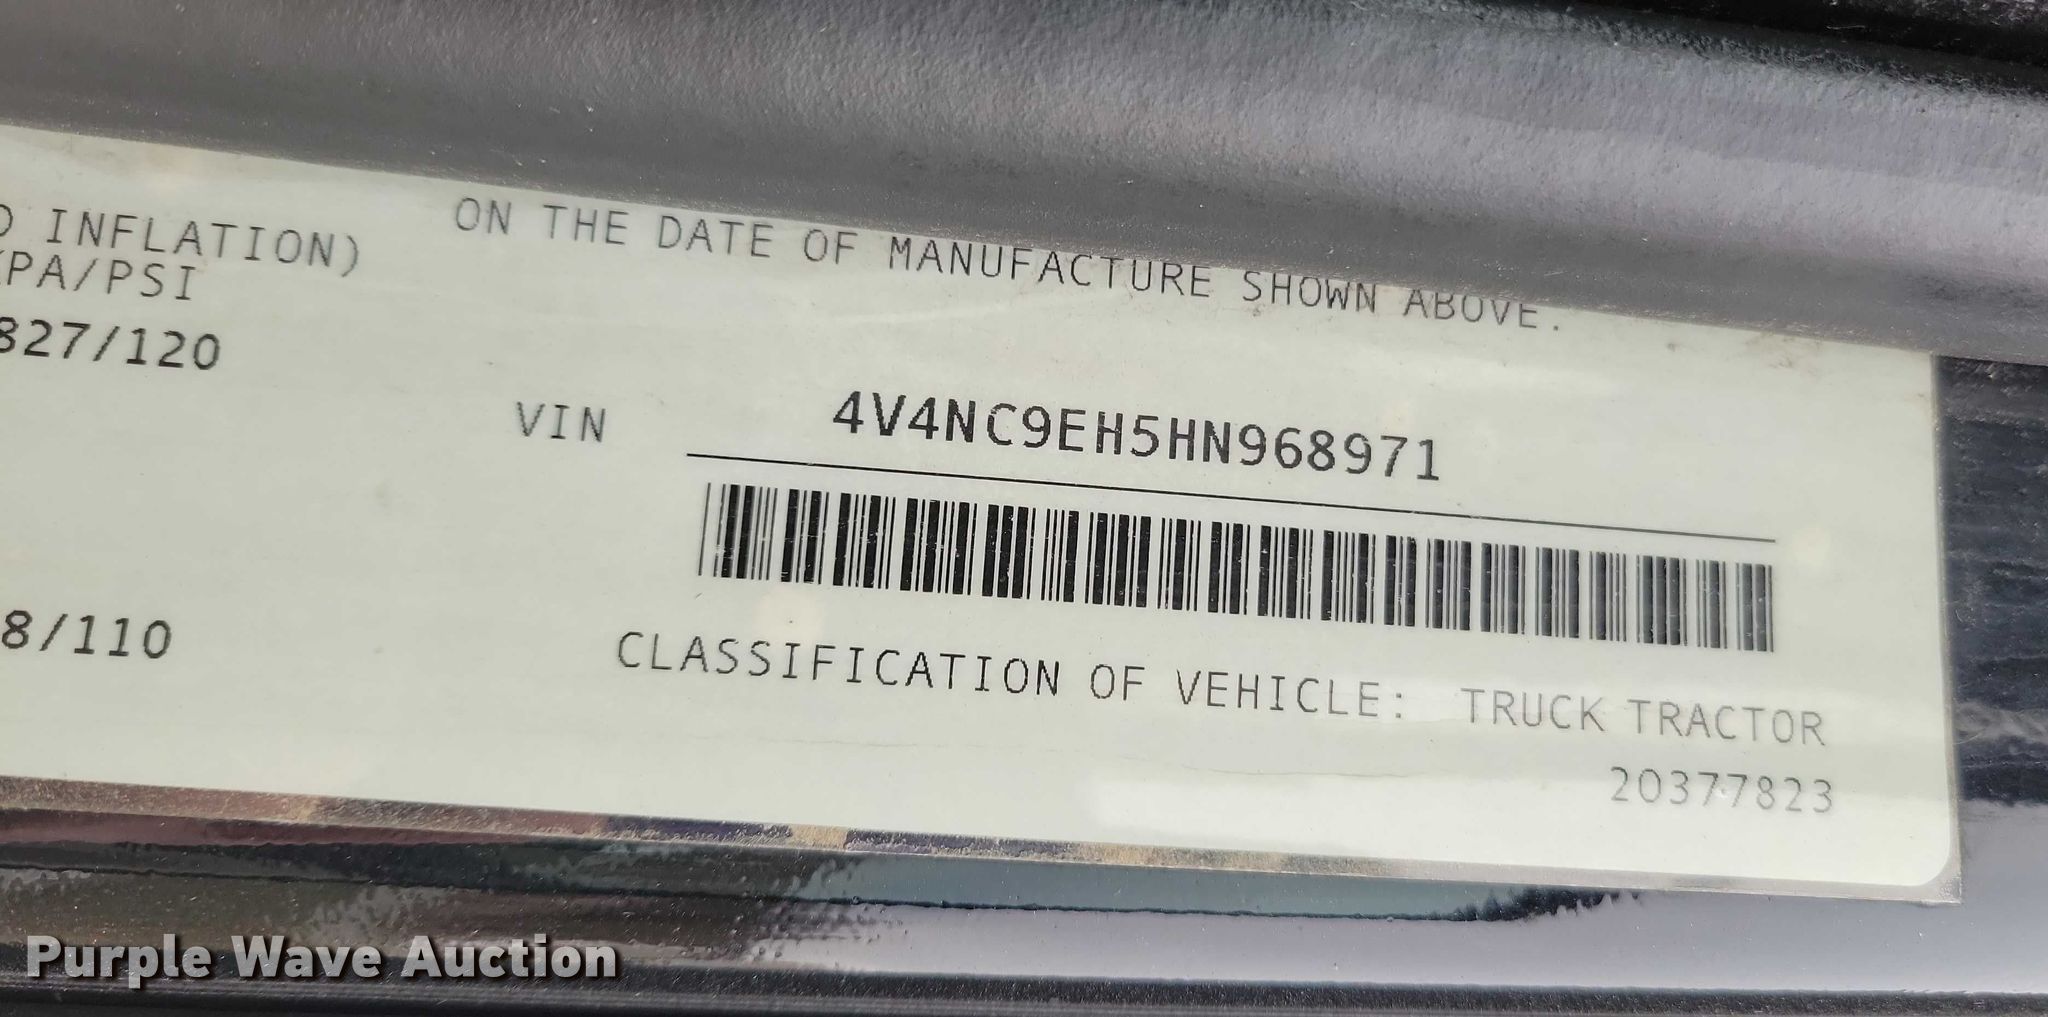 INFLATION)
PA/PSI
827/120
8/110
ON THE DATE OF MANUFACTURE SHOWN ABOVE.
VIN 4V4NC9EH5HN968971
CLASSIFICATION OF VEHICLE: TRUCK TRACTOR
20377823
Purple Wave Auction